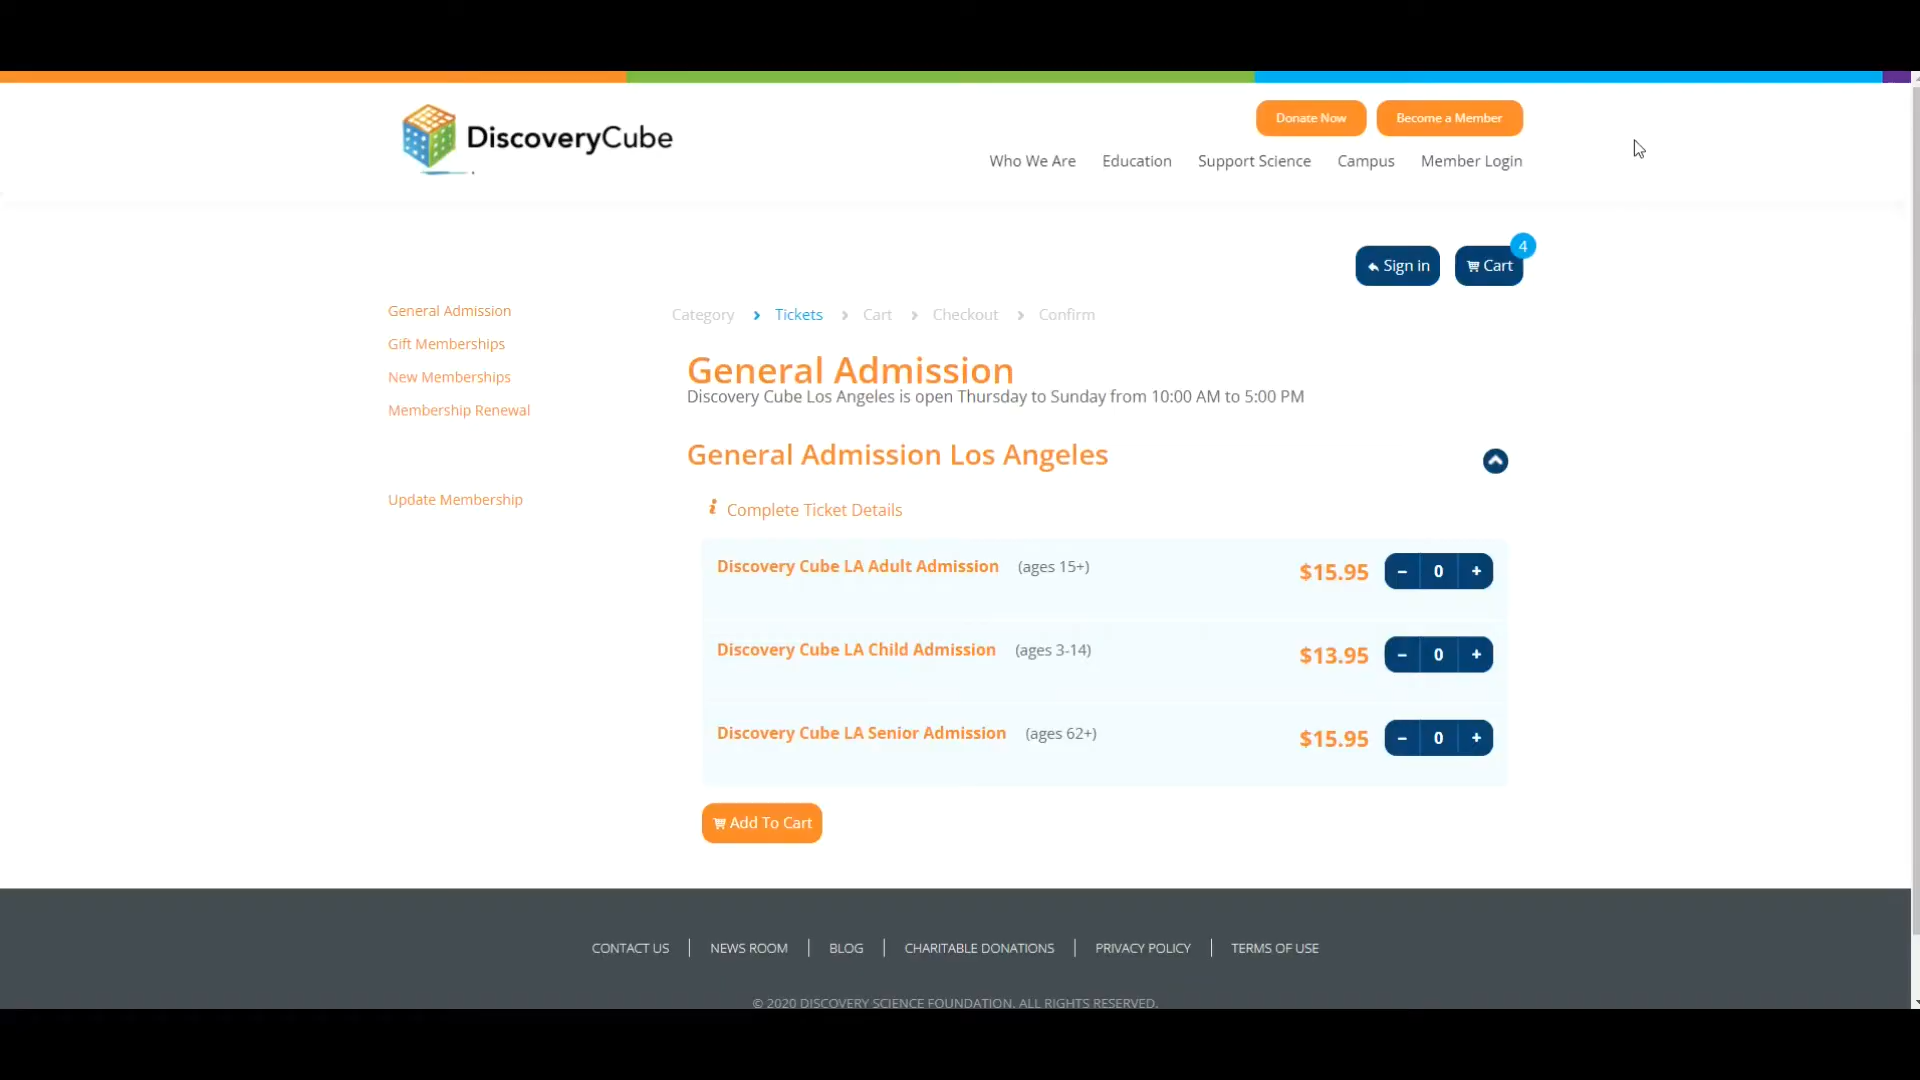 Donate Now
Become a Member
DiscoveryCube
Who We Are
Education
Support Science
Campus
Member Login
4
Sign in
Cart
General Admission
Gift Memberships
New Memberships
Membership Renewal
Update Membership
Category
Tickets
Cart
Checkout
Confirm
General Admission
Discovery Cube Los Angeles is open Thursday to Sunday from 10:00 AM to 5:00 PM
General Admission Los Angeles
Complete Ticket Details
Discovery Cube LA Adult Admission (ages 15+) $15.95 − 0 +
Discovery Cube LA Child Admission (ages 3-14) $13.95 − 0 +
Discovery Cube LA Senior Admission (ages 62+) $15.95 − 0 +
Add To Cart
CONTACT US
NEWS ROOM
BLOG
CHARITABLE DONATIONS
PRIVACY POLICY
TERMS OF USE
© 2020 DISCOVERY SCIENCE FOUNDATION. ALL RIGHTS RESERVED.